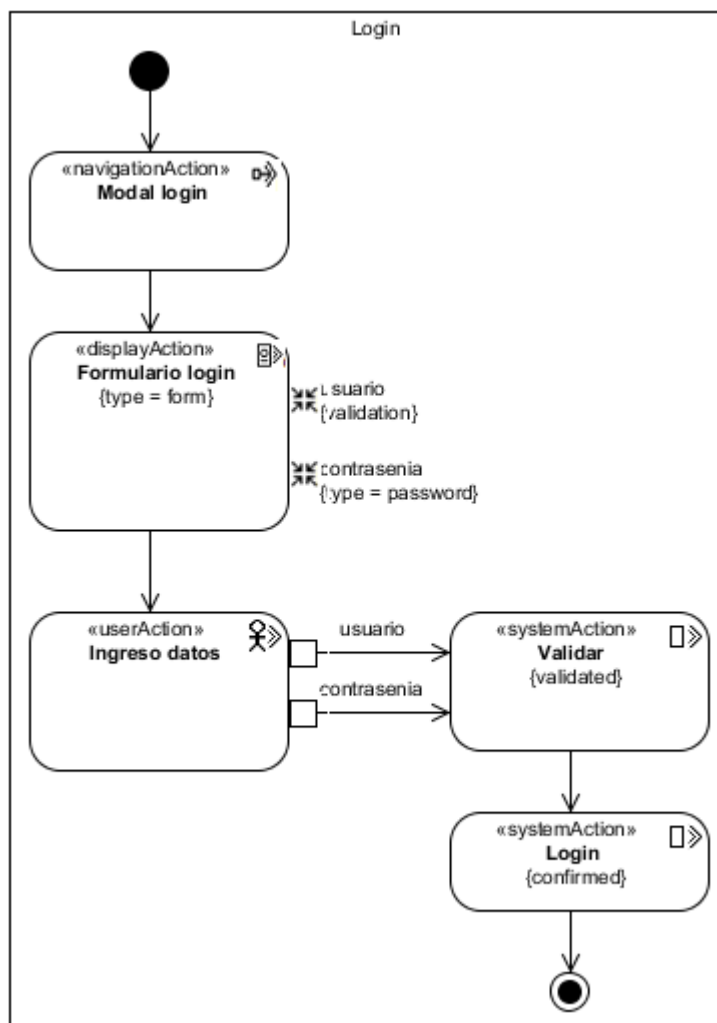 Login
«navigationAction»
Modal login
«displayAction»
Formulario login
{type = form}
usuario
{validation}
contrasenia
{type = password}
«userAction»
Ingreso datos
usuario
contrasenia
«systemAction»
Validar
{validated}
«systemAction»
Login
{confirmed}